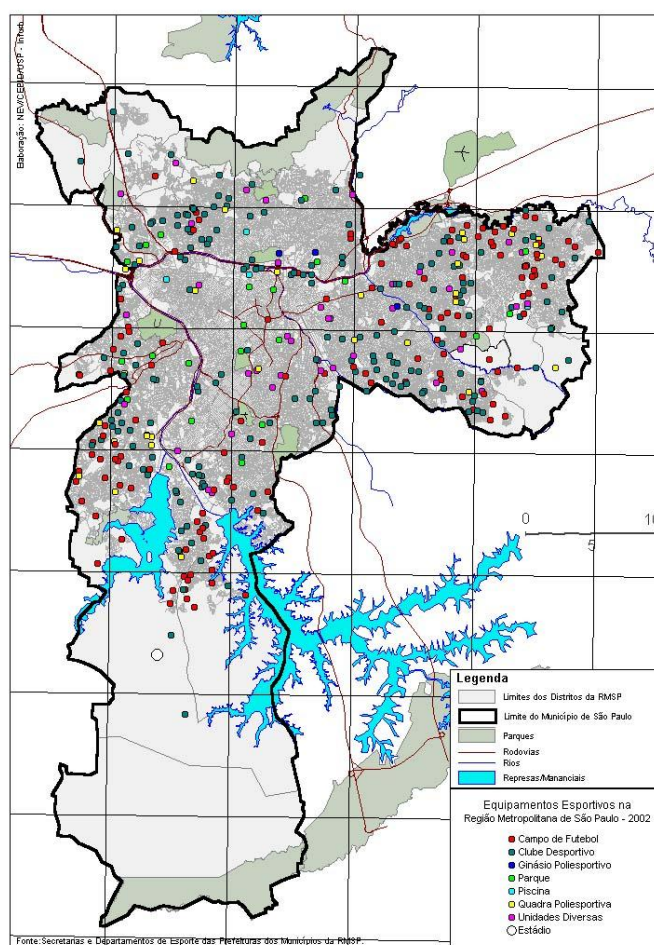 Elaboração: NEV/CEPID/USP - Infoth.
0
10
5
Legenda
Limites dos Distritos da RMSP
Limite do Município de São Paulo
Parques
Rodovias
Rios
Represas/Mananciais
Equipamentos Esportivos na
Região Metropolitana de São Paulo - 2002
Campo de Futebol
Clube Desportivo
Ginásio Poliesportivo
Parque
Piscina
Quadra Poliesportiva
Unidades Diversas
Estádio
Fonte:Secretarias e Departamentos de Esporte das Prefeituras dos Municípios da RMSP.